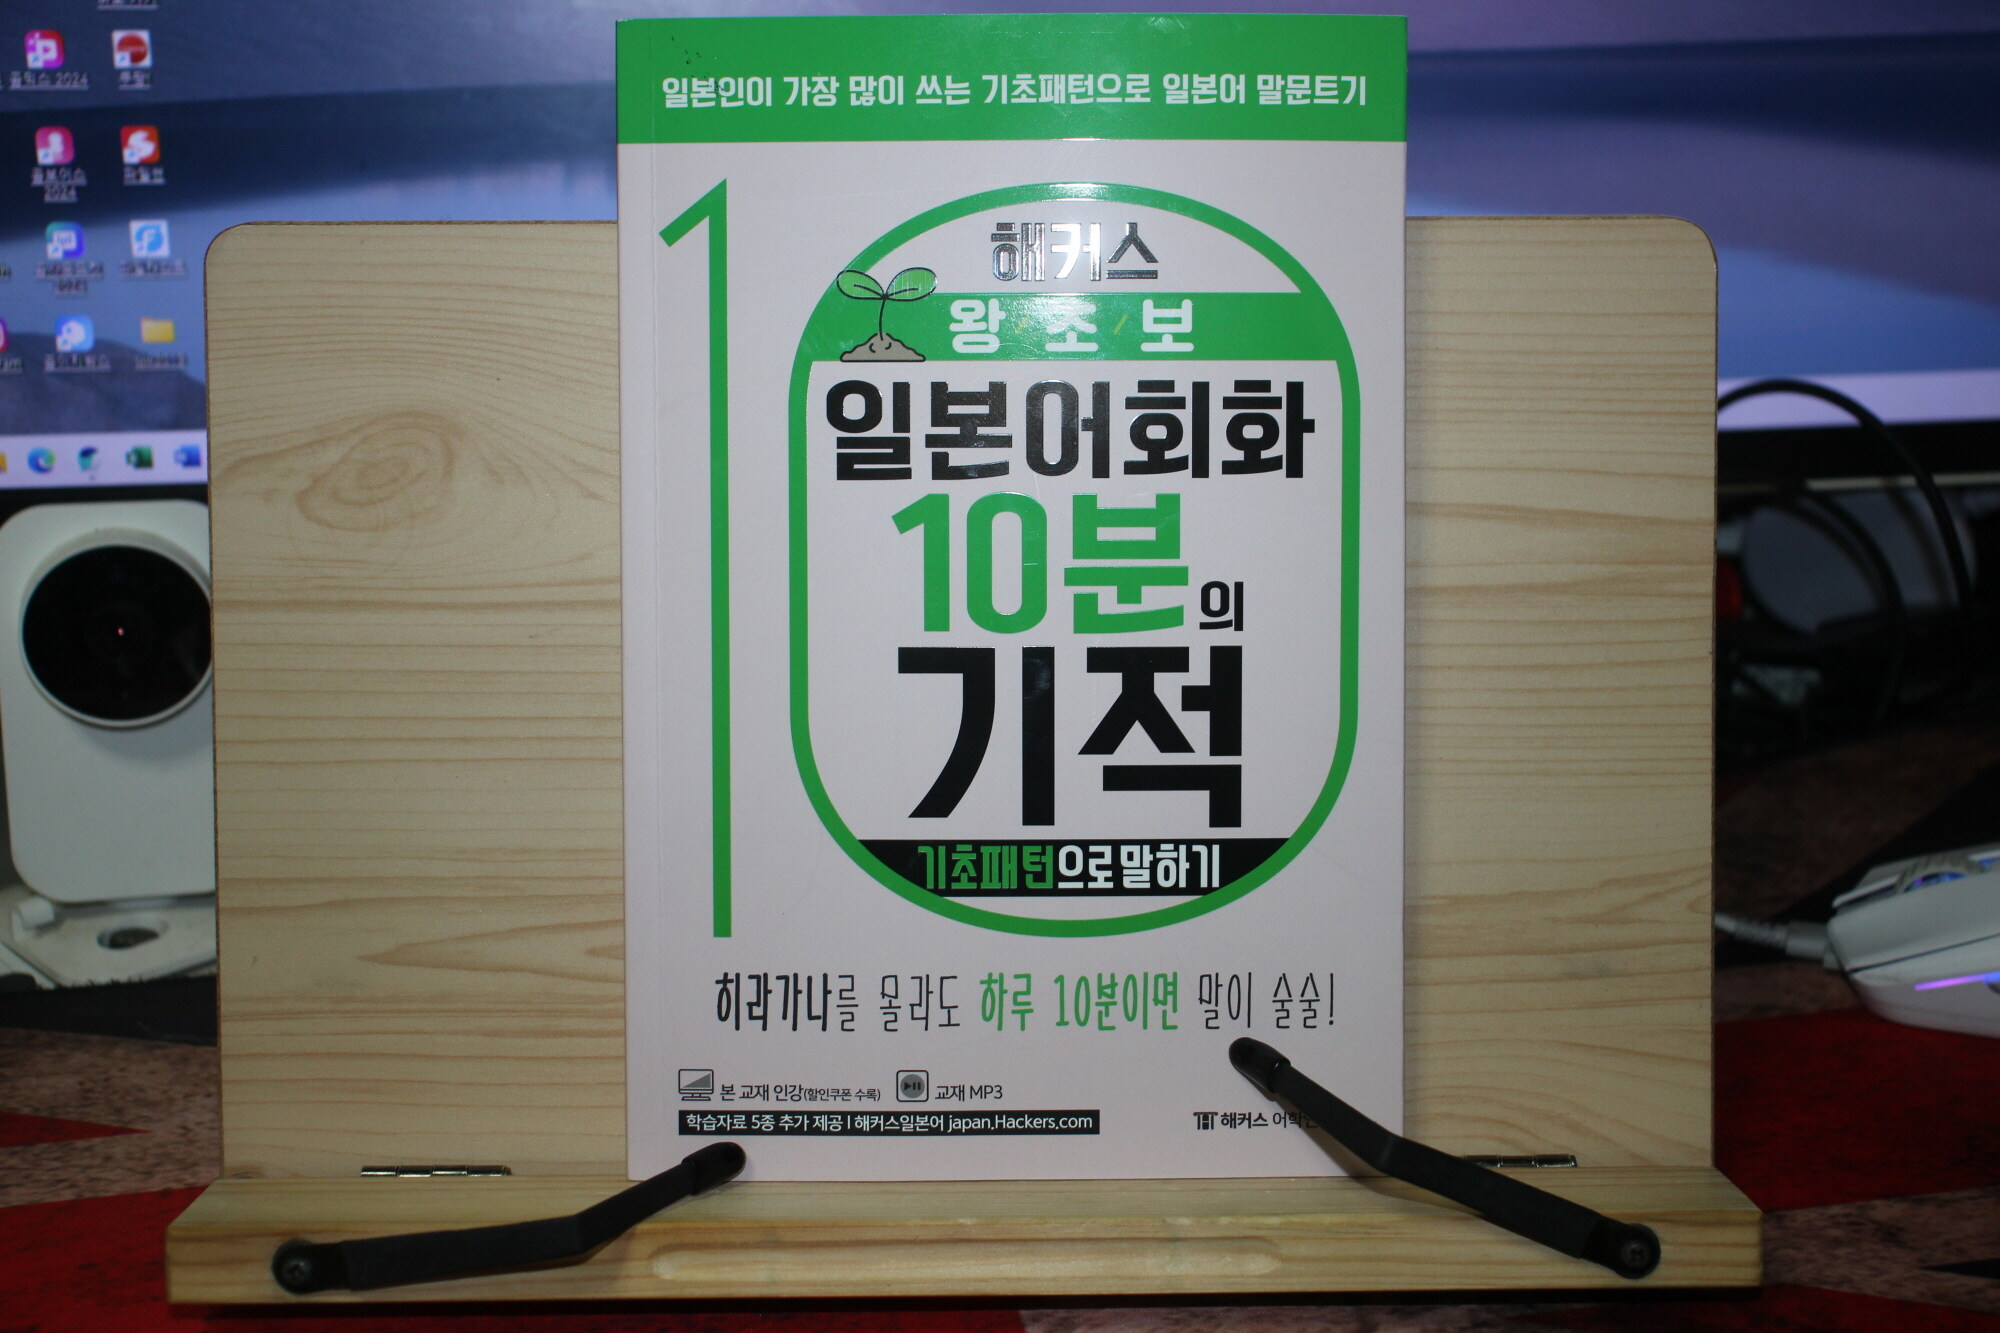 일본인이 가장 많이 쓰는 기초패턴으로 일본어 말문트기
10
해커스
왕초보
일본어회화
10분의
기적
기초패턴으로말하기
히라가나를 몰라도 하루 10분이면 말이 술술!
본 교재 인강(할인쿠폰 수록) 교재 MP3
학습자료 5종 추가 제공 I 해커스일본어 japan.Hackers.com
해커스
2024
2024